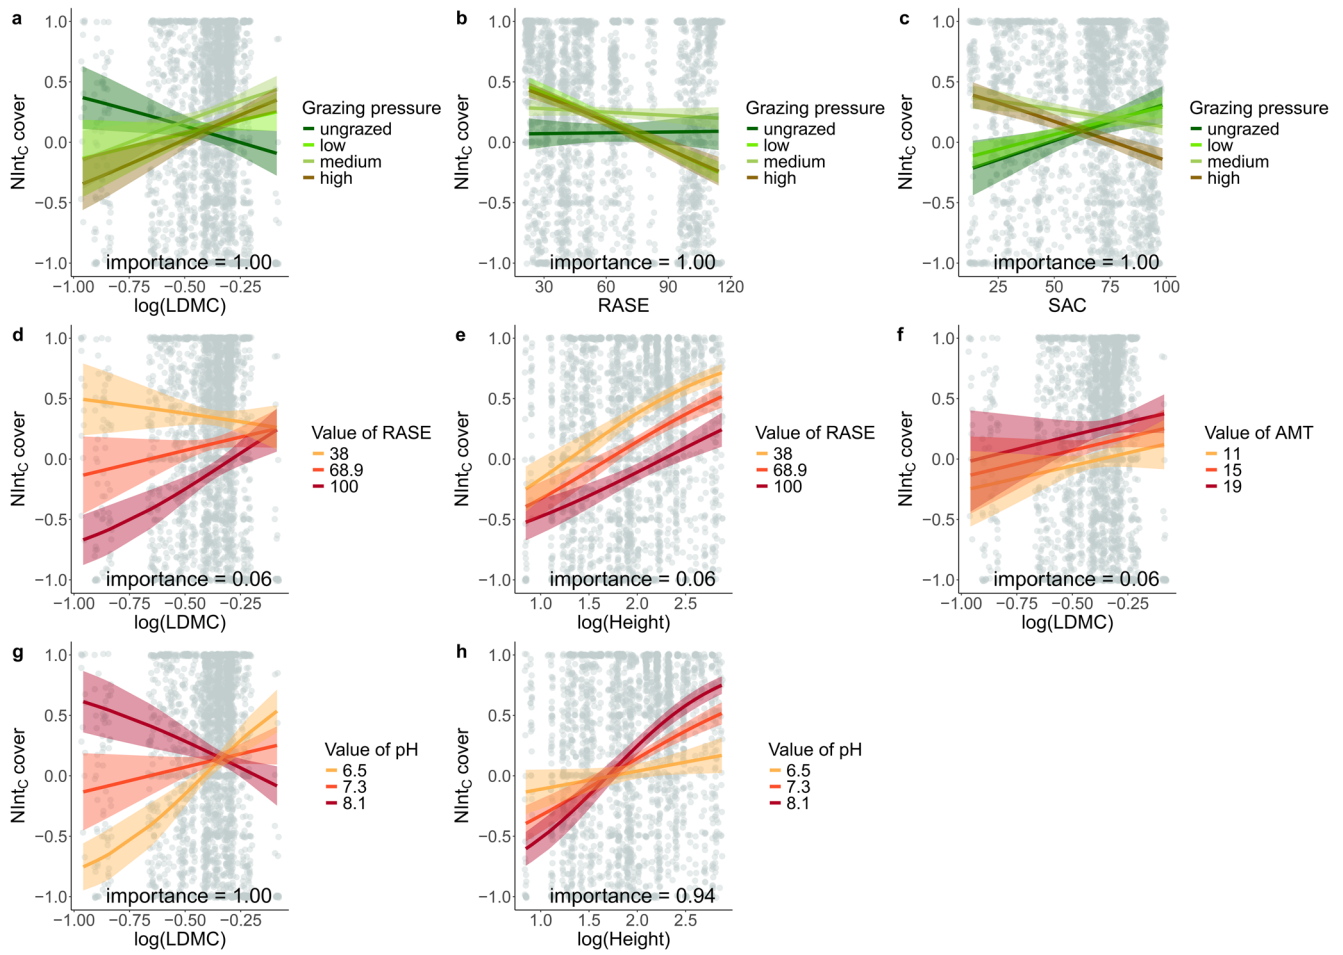 a
1.0
0.5
0.0
−0.5
−1.0
NIntC cover
importance = 1.00
−1.00 −0.75 −0.50 −0.25
log(LDMC)
Grazing pressure
ungrazed
low
medium
high
b
1.0
0.5
0.0
−0.5
−1.0
NIntC cover
importance = 1.00
30 60 90 120
RASE
Grazing pressure
ungrazed
low
medium
high
c
1.0
0.5
0.0
−0.5
−1.0
NIntC cover
importance = 1.00
25 50 75 100
SAC
Grazing pressure
ungrazed
low
medium
high
d
1.0
0.5
0.0
−0.5
−1.0
NIntC cover
importance = 0.06
−1.00 −0.75 −0.50 −0.25
log(LDMC)
Value of RASE
38
68.9
100
e
1.0
0.5
0.0
−0.5
−1.0
NIntC cover
importance = 0.06
1.0 1.5 2.0 2.5
log(Height)
Value of RASE
38
68.9
100
f
1.0
0.5
0.0
−0.5
−1.0
NIntC cover
importance = 0.06
−1.00 −0.75 −0.50 −0.25
log(LDMC)
Value of AMT
11
15
19
g
1.0
0.5
0.0
−0.5
−1.0
NIntC cover
importance = 1.00
−1.00 −0.75 −0.50 −0.25
log(LDMC)
Value of pH
6.5
7.3
8.1
h
1.0
0.5
0.0
−0.5
−1.0
NIntC cover
importance = 0.94
1.0 1.5 2.0 2.5
log(Height)
Value of pH
6.5
7.3
8.1